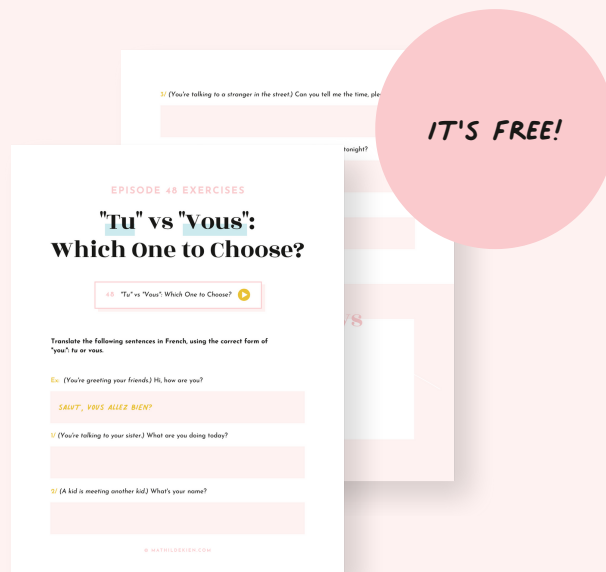 3/ (You're talking to a stranger in the street.) Can you tell me the time, ple
IT'S FREE!
tonight?
EPISODE 48 EXERCISES
"Tu" vs "Vous":
Which One to Choose?
48 "Tu" vs "Vous": Which One to Choose?
Translate the following sentences in French, using the correct form of
"you:": tu or vous.
Ex: (You're greeting your friends.) Hi, how are you?
SALUT, VOUS ALLEZ BIEN?
1/ (You're talking to your sister.) What are you doing today?
2/ (A kid is meeting another kid.) What's your name?
© MATHILDEKIEN.COM